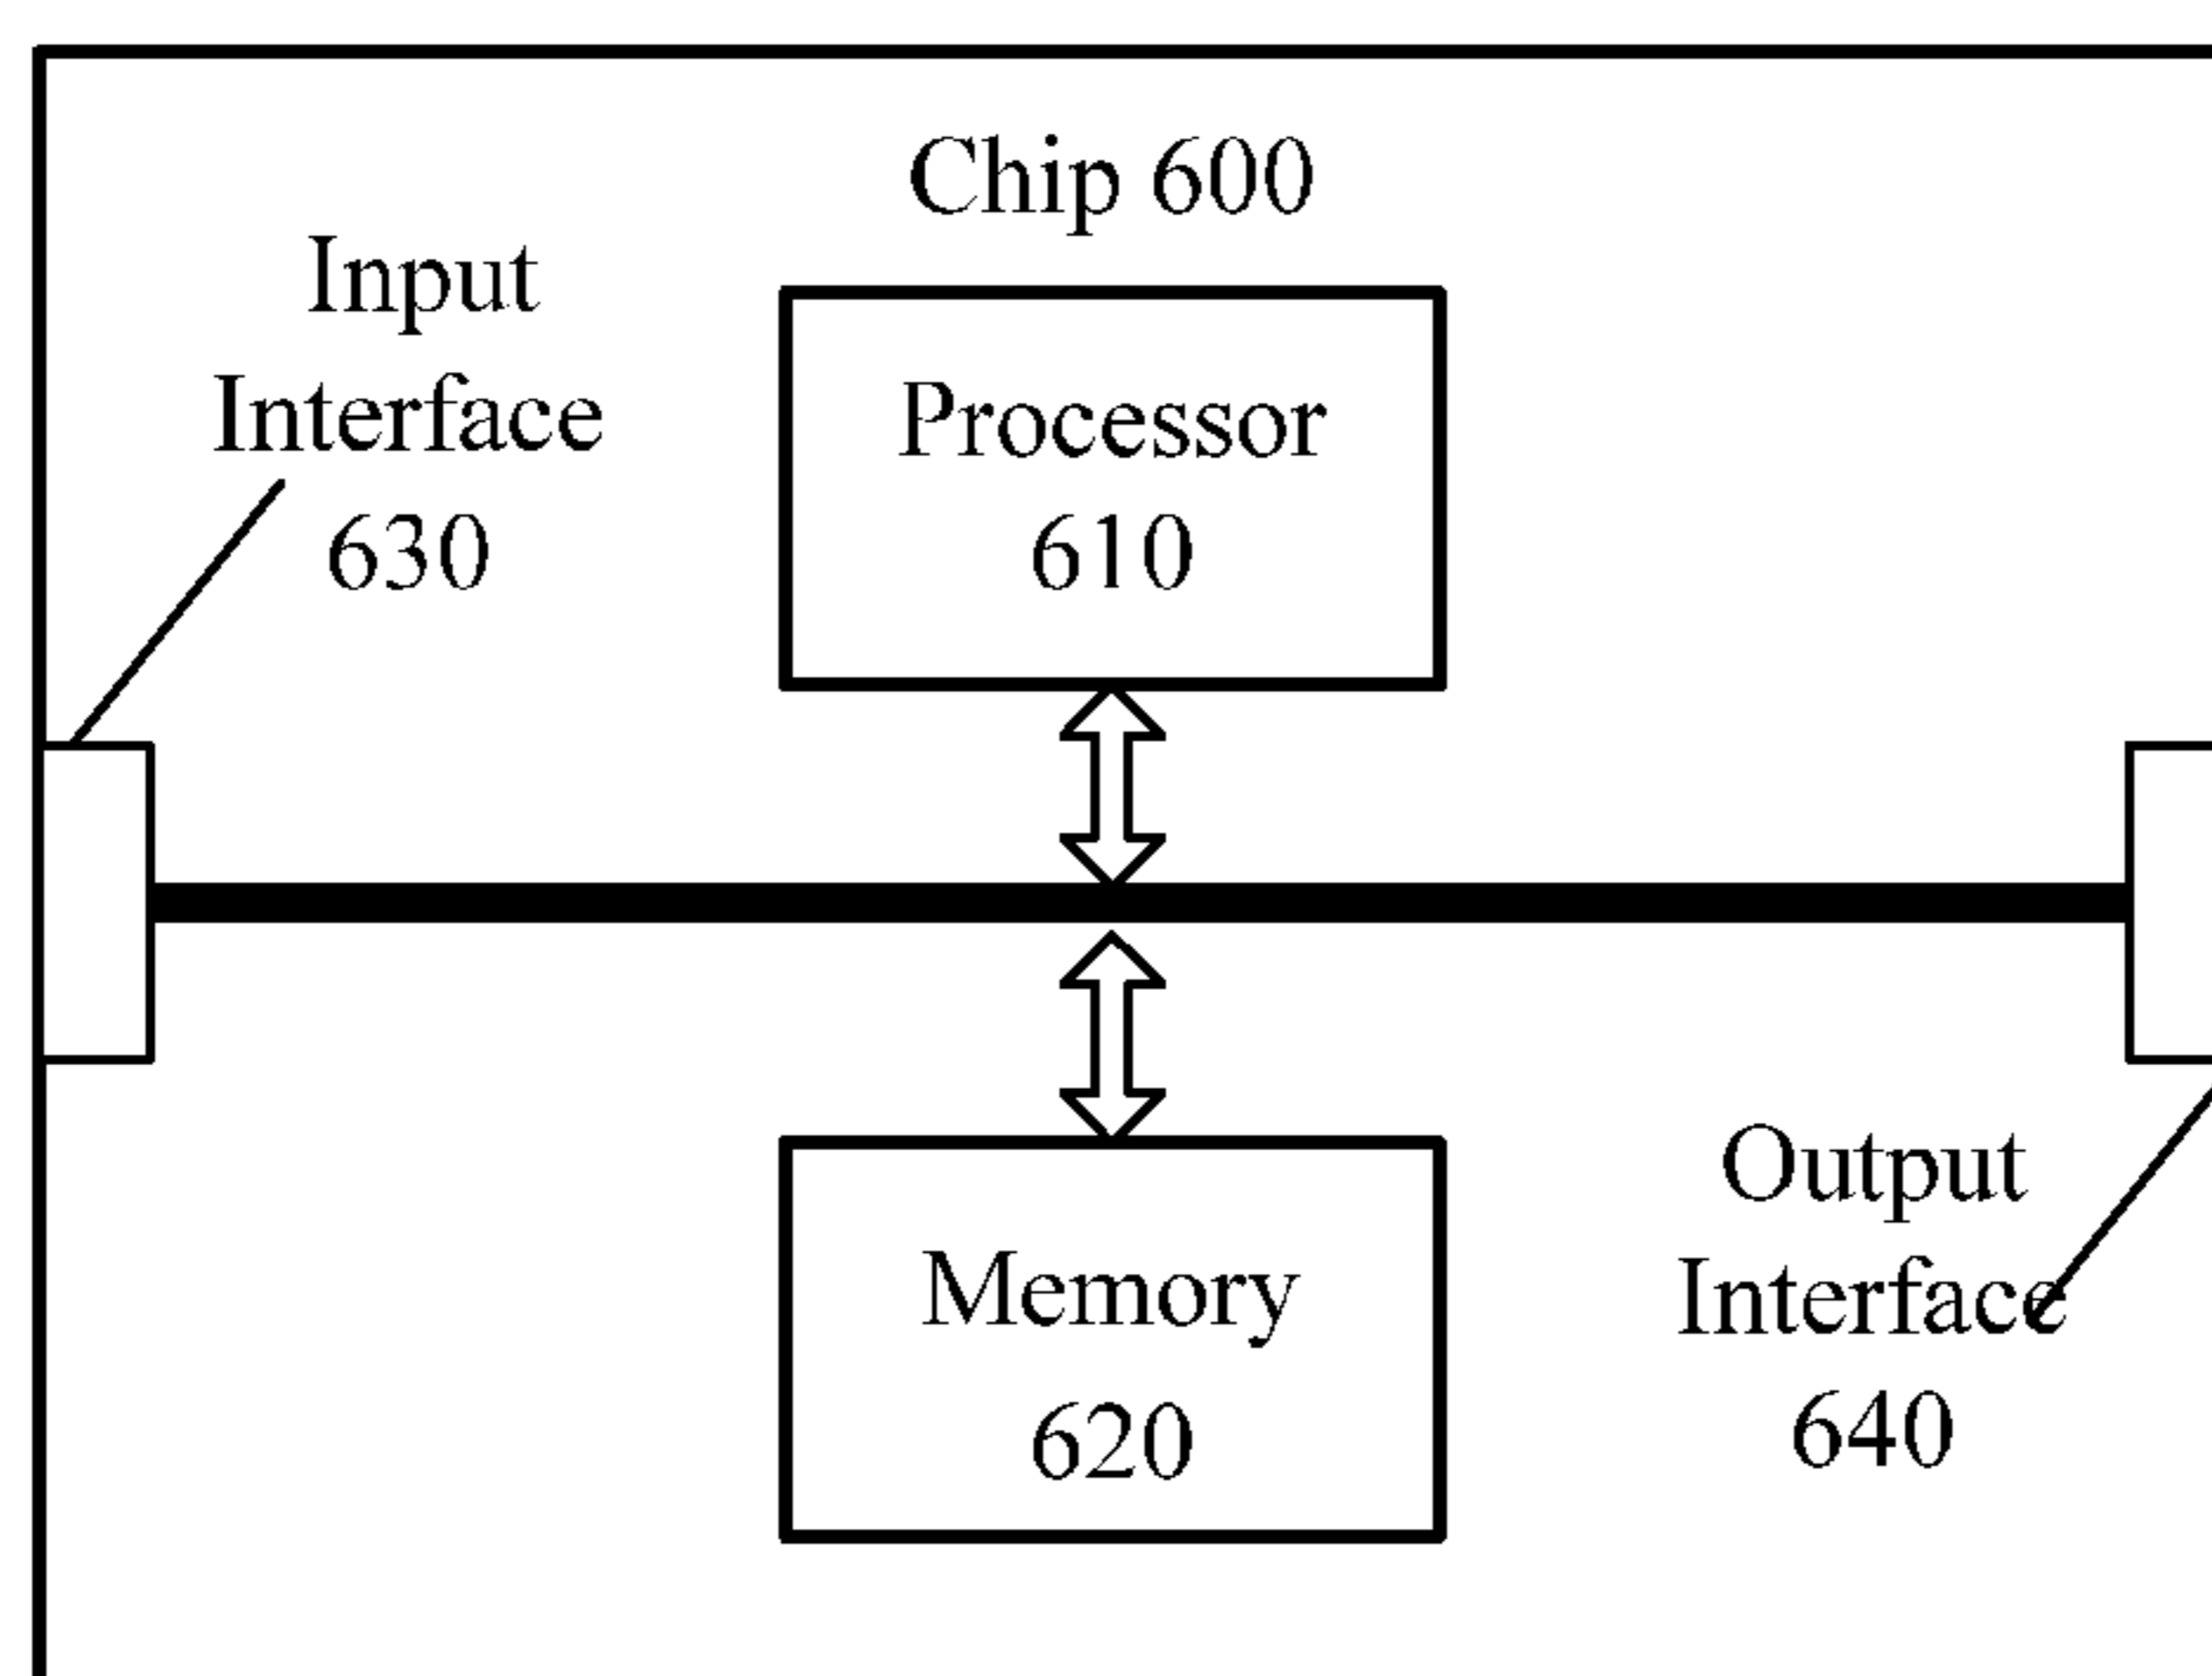 Chip 600
Input
Interface
630
Processor
610
Memory
620
Output
Interface
640